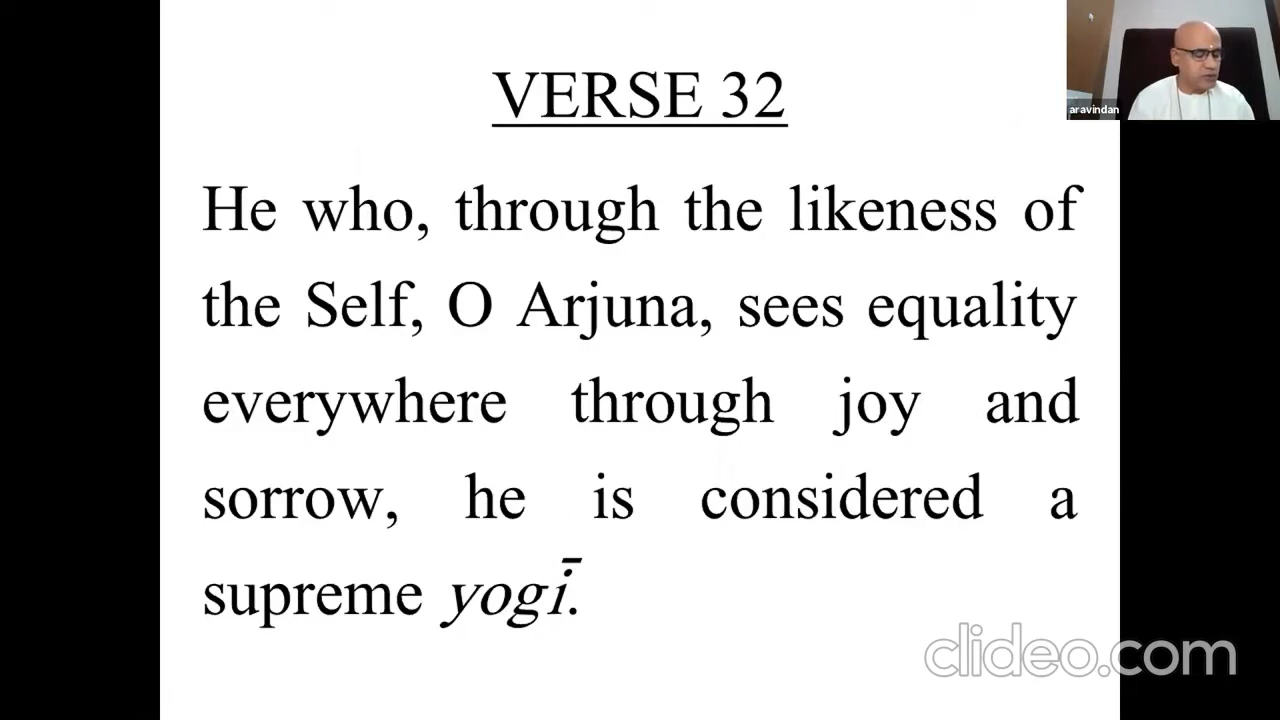 VERSE 32
aravindan
He who, through the likeness of
the Self, O Arjuna, sees equality
everywhere through joy and
sorrow, he is considered a
supreme yogī.
clideo.com